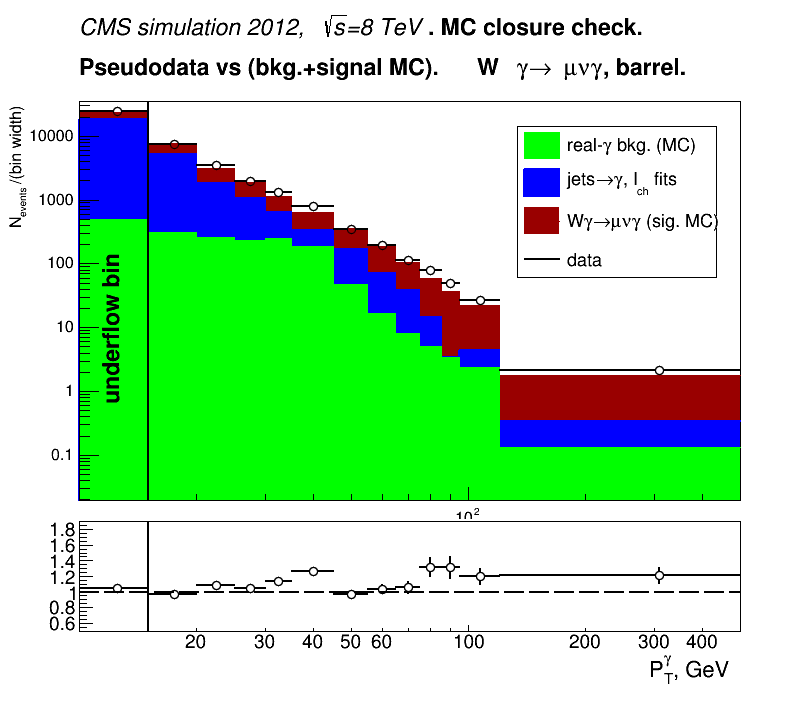 CMS simulation 2012, √s=8 TeV . MC closure check.
Pseudodata vs (bkg.+signal MC). W γ→ μνγ, barrel.
N_events /(bin width)
10000
1000
100
10
1
0.1
underflow bin
real-γ bkg. (MC)
jets→γ, I_ch fits
Wγ→μνγ (sig. MC)
data
10²
1.8
1.6
1.4
1.2
1
0.8
0.6
20 30 40 50 60 100 200 300 400
P_T^γ, GeV